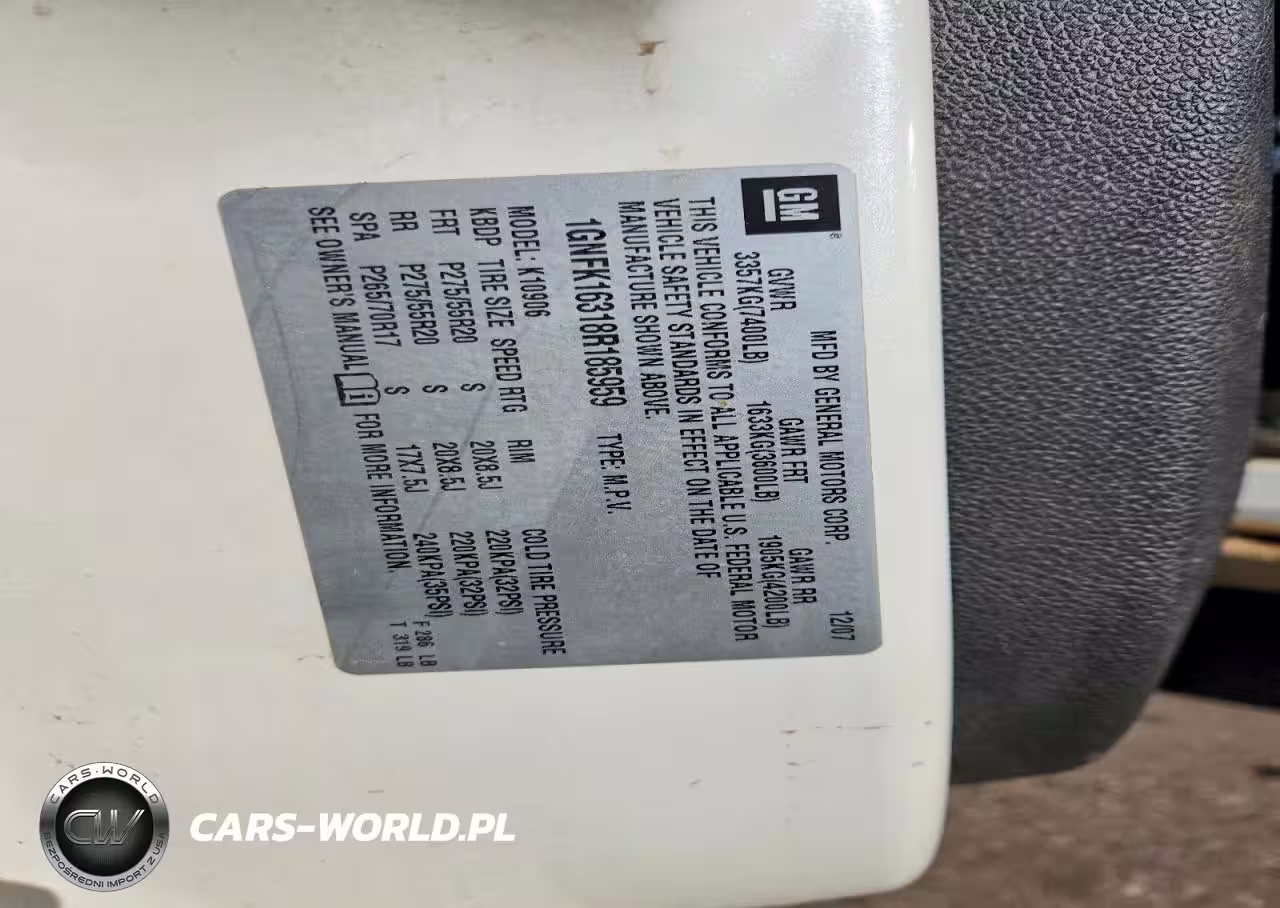 GM
®
MFD BY GENERAL MOTORS CORP. 12/07
GVWR GAWR FRT GAWR RR
3357KG(7400LB) 1633KG(3600LB) 1905KG(4200LB)
THIS VEHICLE CONFORMS TO ALL APPLICABLE U.S. FEDERAL MOTOR
VEHICLE SAFETY STANDARDS IN EFFECT ON THE DATE OF
MANUFACTURE SHOWN ABOVE.
1GNFK16318R185959 TYPE: M.P.V.
MODEL: K10906
KBDP TIRE SIZE SPEED RTG RIM COLD TIRE PRESSURE
FRT P275/55R20 S 20X8.5J 220KPA(32PSI)
RR P275/55R20 S 20X8.5J 220KPA(32PSI)
SPA P265/70R17 S 17X7.5J 240KPA(35PSI)
SEE OWNER'S MANUAL i FOR MORE INFORMATION
F 286 LB
T 319 LB
CARS-WORLD
CW
BEZPOŚREDNI IMPORT Z USA
CARS-WORLD.PL